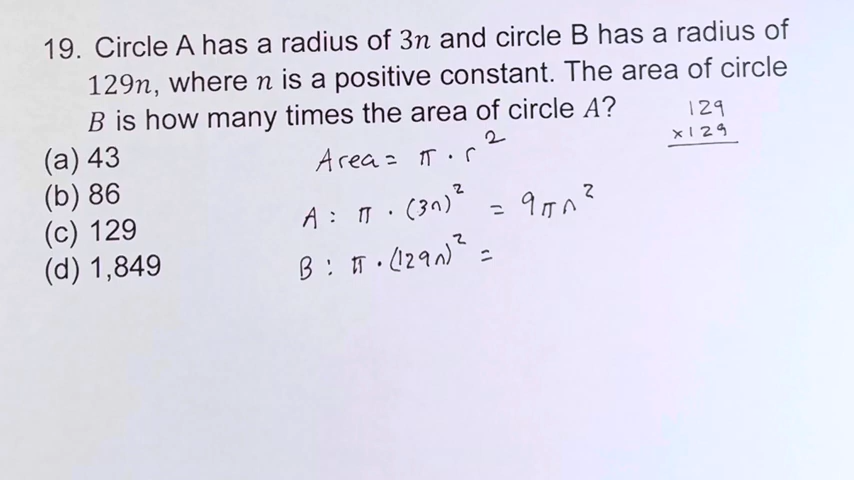 19. Circle A has a radius of 3n and circle B has a radius of
129n, where n is a positive constant. The area of circle
B is how many times the area of circle A?
(a) 43
(b) 86
(c) 129
(d) 1,849
Area = π · r²
A : π · (3n)² = 9πn²
B : π · (129n)² =
129
x129